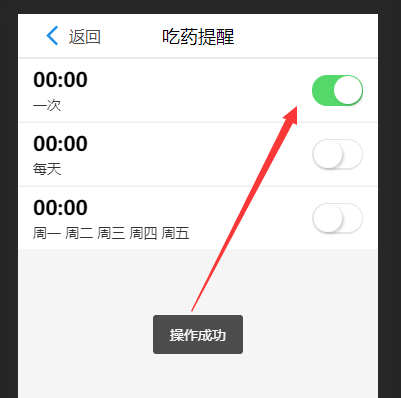 返回 吃药提醒
00:00
一次
00:00
每天
00:00
周一 周二 周三 周四 周五
操作成功